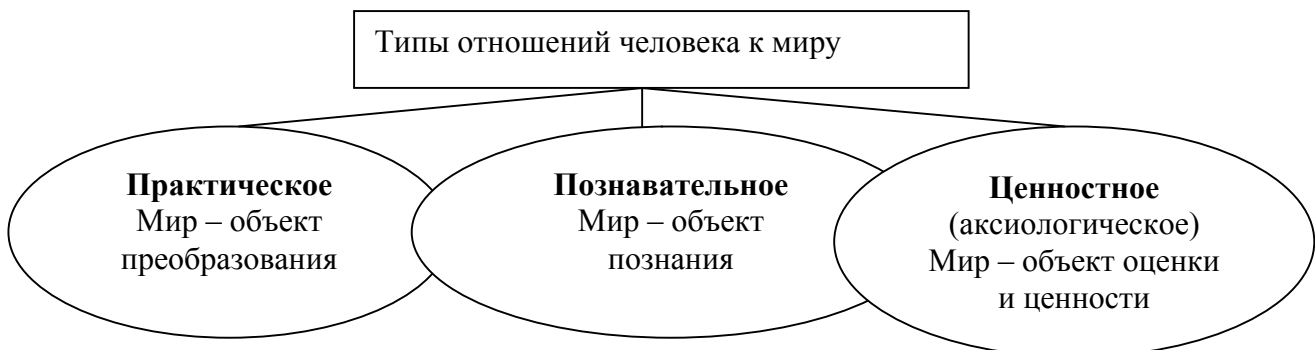 Типы отношений человека к миру
Практическое
Мир – объект
преобразования
Познавательное
Мир – объект
познания
Ценностное
(аксиологическое)
Мир – объект оценки
и ценности